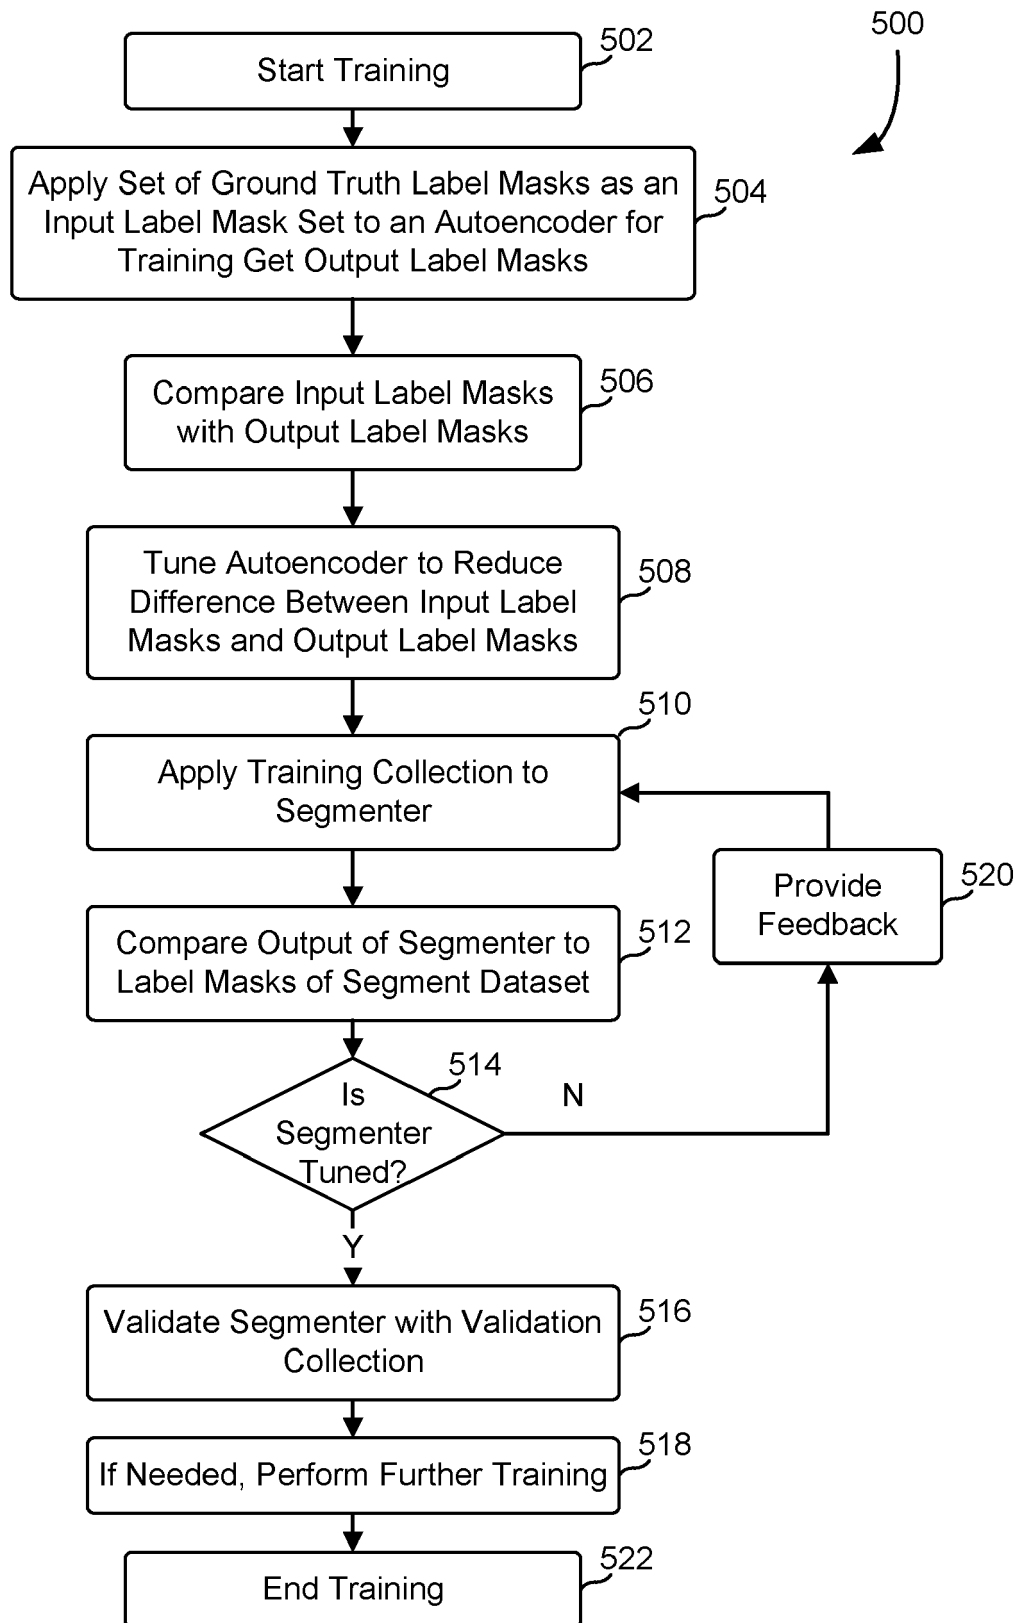 500
502
Start Training
504
Apply Set of Ground Truth Label Masks as an
Input Label Mask Set to an Autoencoder for
Training Get Output Label Masks
506
Compare Input Label Masks
with Output Label Masks
508
Tune Autoencoder to Reduce
Difference Between Input Label
Masks and Output Label Masks
510
Apply Training Collection to
Segmenter
520
Provide
Feedback
512
Compare Output of Segmenter to
Label Masks of Segment Dataset
514
Is
Segmenter
Tuned?
N
Y
516
Validate Segmenter with Validation
Collection
518
If Needed, Perform Further Training
522
End Training